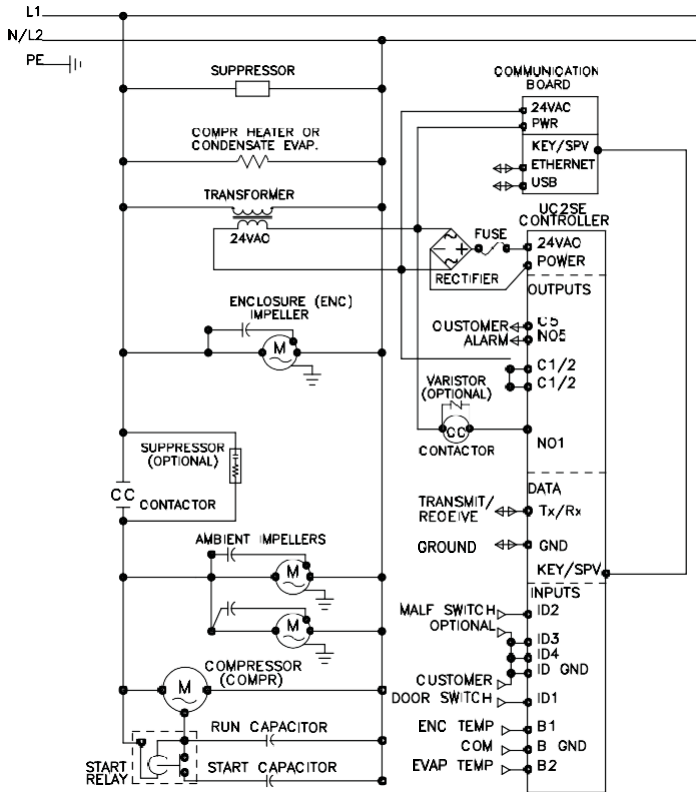 L1
N/L2
PE
SUPPRESSOR
COMMUNICATION
BOARD
24VAC
PWR
KEY/SPV
ETHERNET
USB
COMPR HEATER OR
CONDENSATE EVAP.
TRANSFORMER
24VAC
UC2SE
CONTROLLER
FUSE
24VAC
POWER
RECTIFIER
OUTPUTS
ENCLOSURE (ENC)
IMPELLER
M
CUSTOMER
ALARM
C5
NO5
C1/2
C1/2
VARISTOR
(OPTIONAL)
CC
CONTACTOR
NO1
SUPPRESSOR
(OPTIONAL)
CC
CONTACTOR
DATA
TRANSMIT/
RECEIVE
Tx/Rx
GROUND
GND
KEY/SPV
AMBIENT IMPELLERS
M
M
INPUTS
MALF SWITCH
ID2
OPTIONAL
ID3
ID4
ID GND
CUSTOMER
DOOR SWITCH
ID1
COMPRESSOR
(COMPR)
M
ENC TEMP
B1
COM
B GND
EVAP TEMP
B2
RUN CAPACITOR
START
RELAY
START CAPACITOR